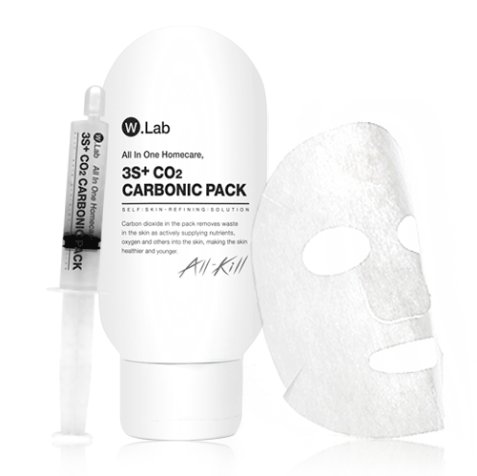 W.Lab
All In One Homecare,
3S+ CO2
CARBONIC PACK
SELF·SKIN·REFINING·SOLUTION
Carbon dioxide in the pack removes waste
in the skin as actively supplying nutrients,
oxygen and others into the skin, making the skin
healthier and younger.
All-Kill
W.Lab All In One Homecare,
3S+ CO2 CARBONIC PACK